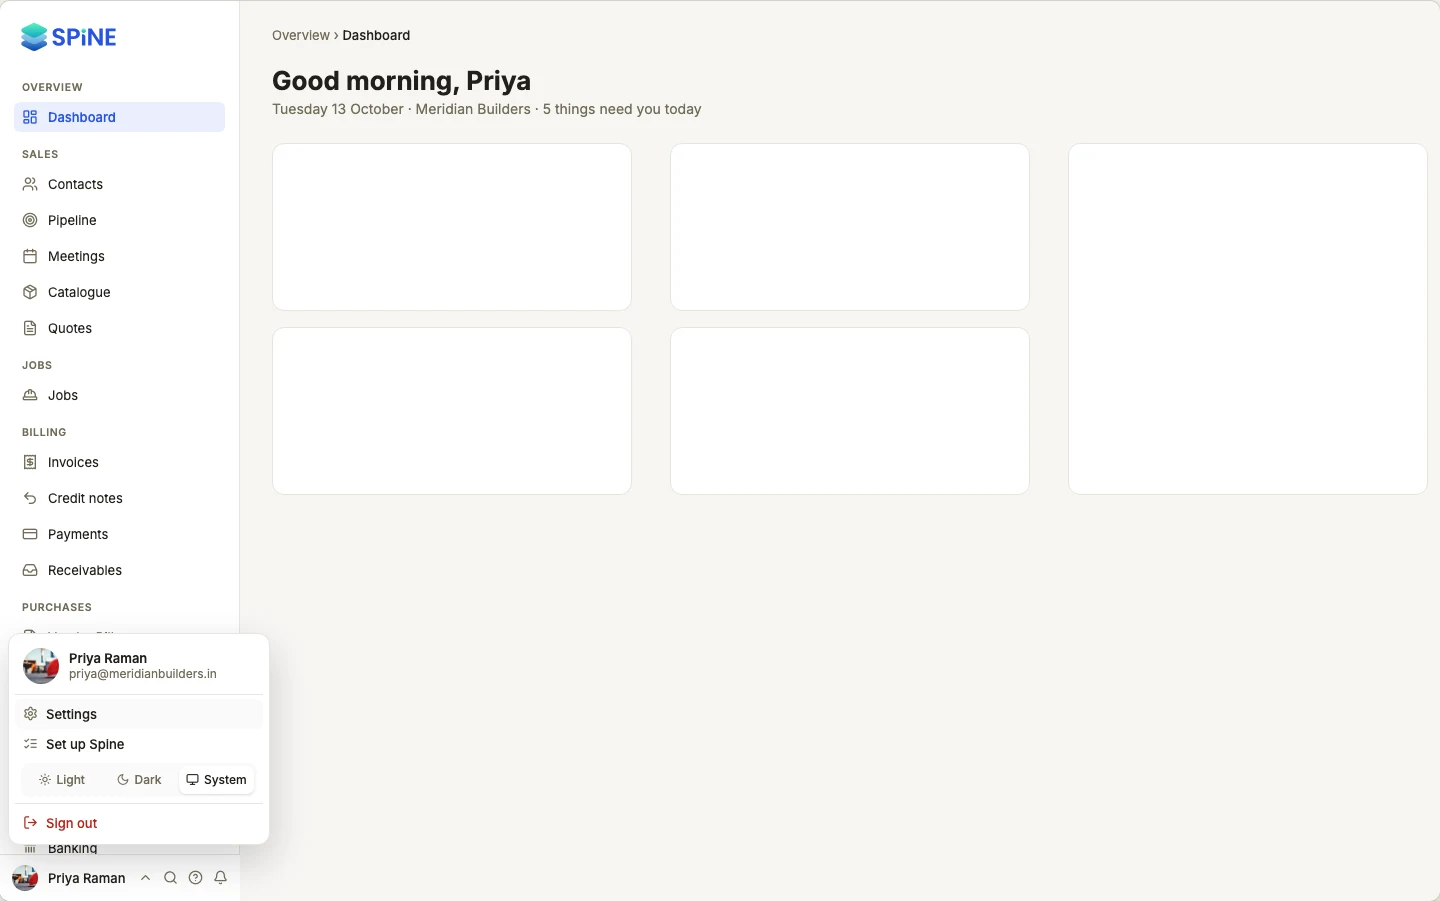 SPiNE
OVERVIEW
Dashboard
SALES
Contacts
Pipeline
Meetings
Catalogue
Quotes
JOBS
Jobs
BILLING
Invoices
Credit notes
Payments
Receivables
PURCHASES
Priya Raman
priya@meridianbuilders.in
Settings
Set up Spine
Light Dark System
Sign out
Banking
Priya Raman
Overview › Dashboard
Good morning, Priya
Tuesday 13 October · Meridian Builders · 5 things need you today